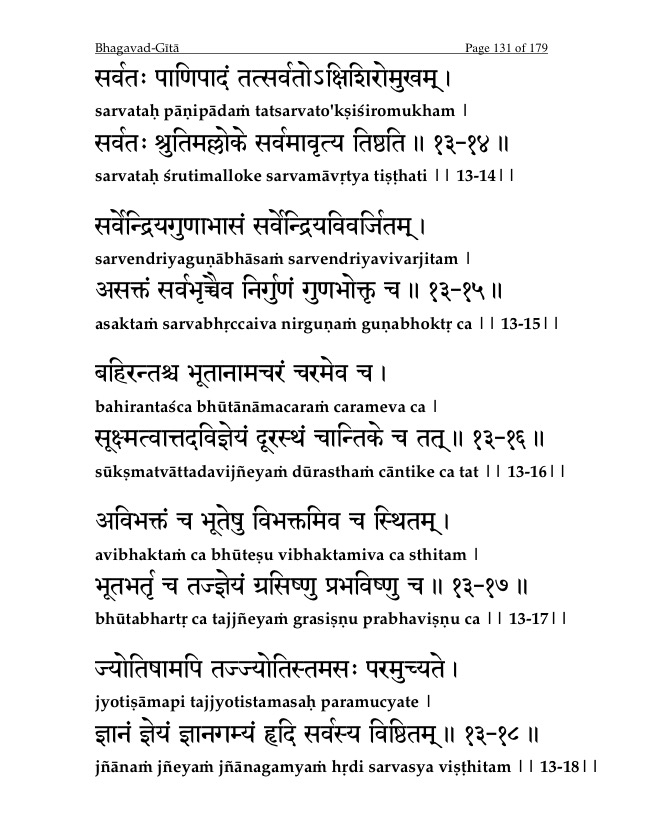 Bhagavad-Gītā Page 131 of 179
सर्वतः पाणिपादं तत्सर्वतोऽक्षिशिरोमुखम् ।
sarvataḥ pāṇipādaṁ tatsarvato'kṣiśiromukham |
सर्वतः श्रुतिमल्लोके सर्वमावृत्य तिष्ठति ॥ १३-१४ ॥
sarvataḥ śrutimalloke sarvamāvṛtya tiṣṭhati || 13-14||
सर्वेन्द्रियगुणाभासं सर्वेन्द्रियविवर्जितम् ।
sarvendriyaguṇābhāsaṁ sarvendriyavivarjitam |
असक्तं सर्वभृच्चैव निर्गुणं गुणभोक्तृ च ॥ १३-१५ ॥
asaktaṁ sarvabhṛccaiva nirguṇaṁ guṇabhoktṛ ca || 13-15||
बहिरन्तश्च भूतानामचरं चरमेव च ।
bahirantaśca bhūtānāmacaraṁ carameva ca |
सूक्ष्मत्वात्तदविज्ञेयं दूरस्थं चान्तिके च तत् ॥ १३-१६ ॥
sūkṣmatvāttadavijñeyaṁ dūrasthaṁ cāntike ca tat || 13-16||
अविभक्तं च भूतेषु विभक्तमिव च स्थितम् ।
avibhaktaṁ ca bhūteṣu vibhaktamiva ca sthitam |
भूतभर्तृ च तज्ज्ञेयं ग्रसिष्णु प्रभविष्णु च ॥ १३-१७ ॥
bhūtabhartṛ ca tajjñeyaṁ grasiṣṇu prabhaviṣṇu ca || 13-17||
ज्योतिषामपि तज्ज्योतिस्तमसः परमुच्यते ।
jyotiṣāmapi tajjyotistamasaḥ paramucyate |
ज्ञानं ज्ञेयं ज्ञानगम्यं हृदि सर्वस्य विष्ठितम् ॥ १३-१८ ॥
jñānaṁ jñeyaṁ jñānagamyaṁ hṛdi sarvasya viṣṭhitam || 13-18||